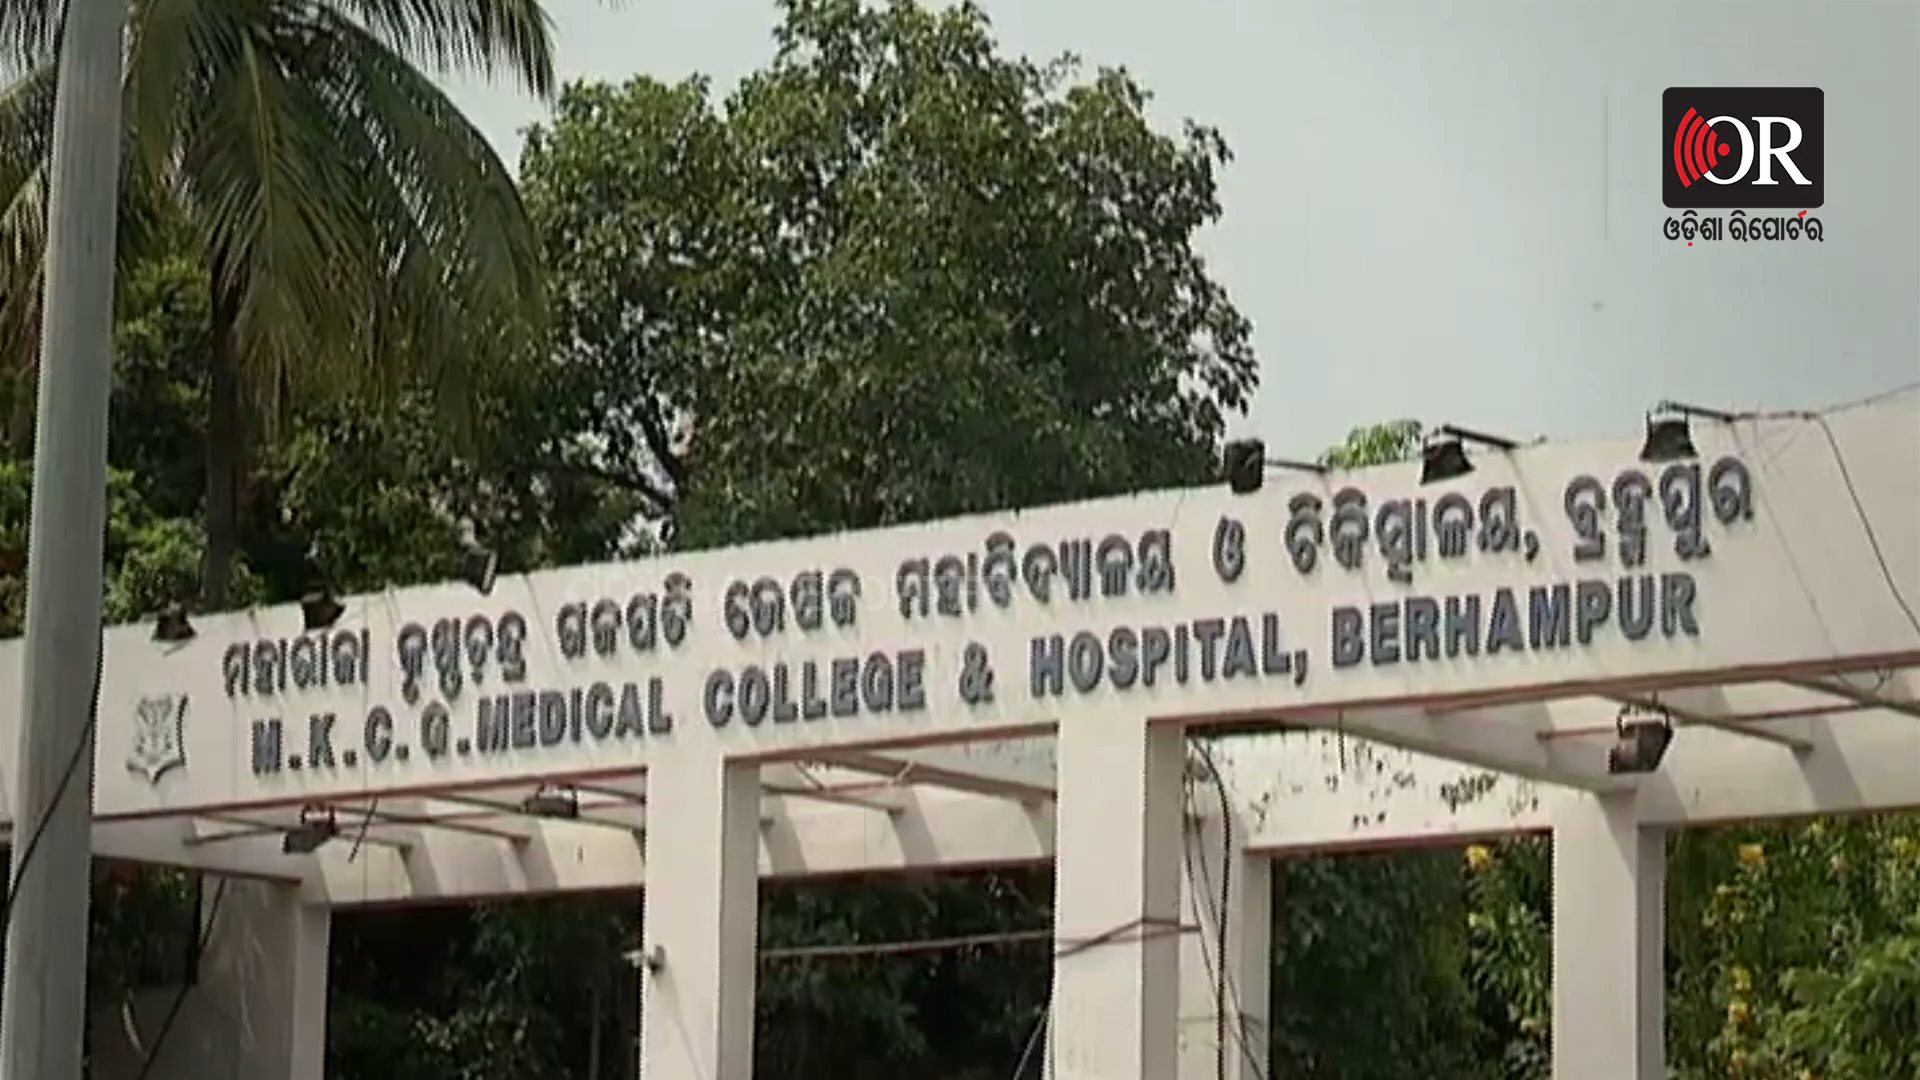 OR
ଓଡ଼ିଶା ରିପୋର୍ଟର
ମହାରାଜା କୃଷ୍ଣଚନ୍ଦ୍ର ଗଜପତି ଭେଷଜ ମହାବିଦ୍ୟାଳୟ ଓ ଚିକିତ୍ସାଳୟ, ବ୍ରହ୍ମପୁର
M.K.C.G.MEDICAL COLLEGE & HOSPITAL, BERHAMPUR